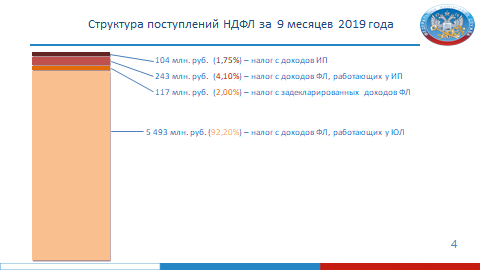 Структура поступлений НДФЛ за 9 месяцев 2019 года
104 млн. руб. (1,75%) – налог с доходов ИП
243 млн. руб. (4,10%) – налог с доходов ФЛ, работающих у ИП
117 млн. руб. (2,00%) – налог с задекларированных доходов ФЛ
5 493 млн. руб. (92,20%) – налог с доходов ФЛ, работающих у ЮЛ
4